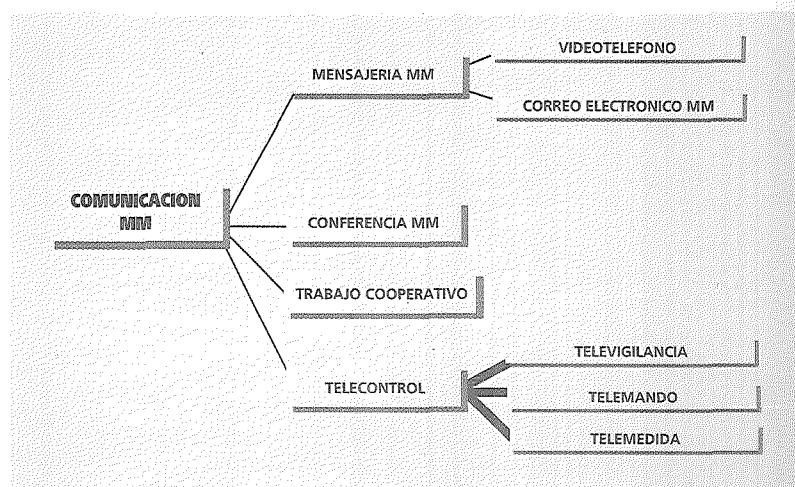 VIDEOTELEFONO
MENSAJERIA MM
CORREO ELECTRONICO MM
COMUNICACION
MM
CONFERENCIA MM
TRABAJO COOPERATIVO
TELEVIGILANCIA
TELECONTROL
TELEMANDO
TELEMEDIDA